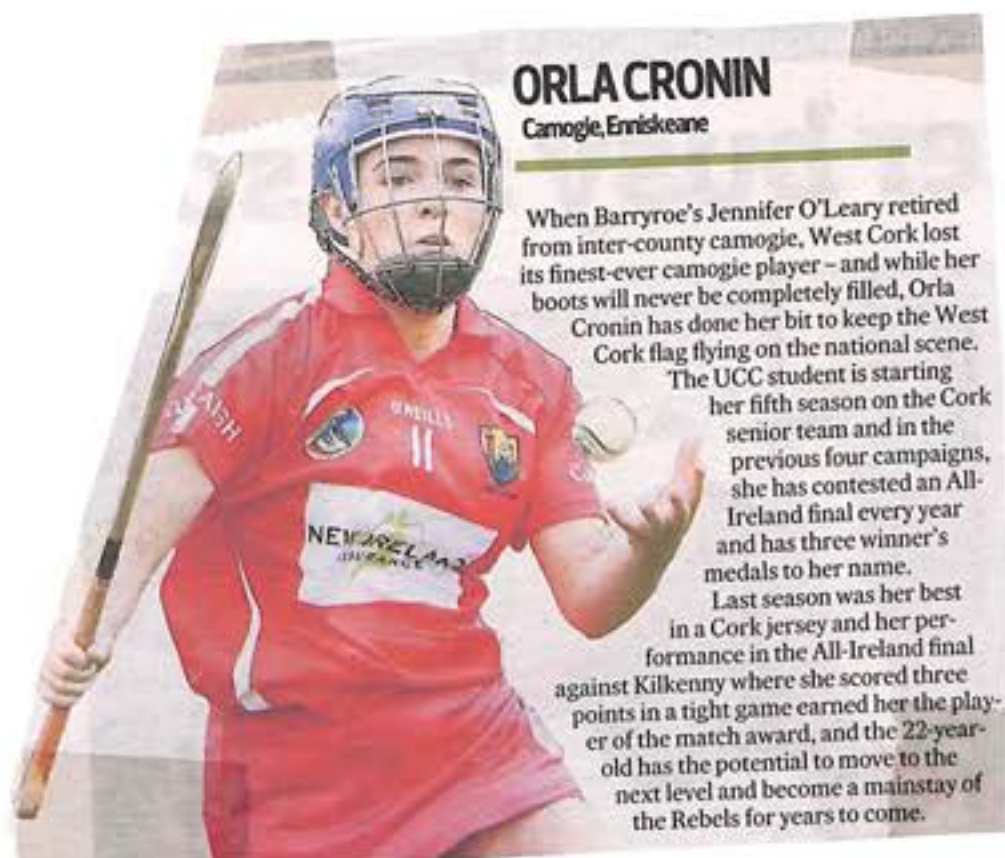 ORLA CRONIN
Camogie, Enniskeane
When Barryroe's Jennifer O'Leary retired
from inter-county camogie, West Cork lost
its finest-ever camogie player – and while her
boots will never be completely filled, Orla
Cronin has done her bit to keep the West
Cork flag flying on the national scene.
The UCC student is starting
her fifth season on the Cork
senior team and in the
previous four campaigns,
she has contested an All-
Ireland final every year
and has three winner's
medals to her name.
Last season was her best
in a Cork jersey and her per-
formance in the All-Ireland final
against Kilkenny where she scored three
points in a tight game earned her the play-
er of the match award, and the 22-year-
old has the potential to move to the
next level and become a mainstay of
the Rebels for years to come.
O'NEILLS
11
NEW IRELAND